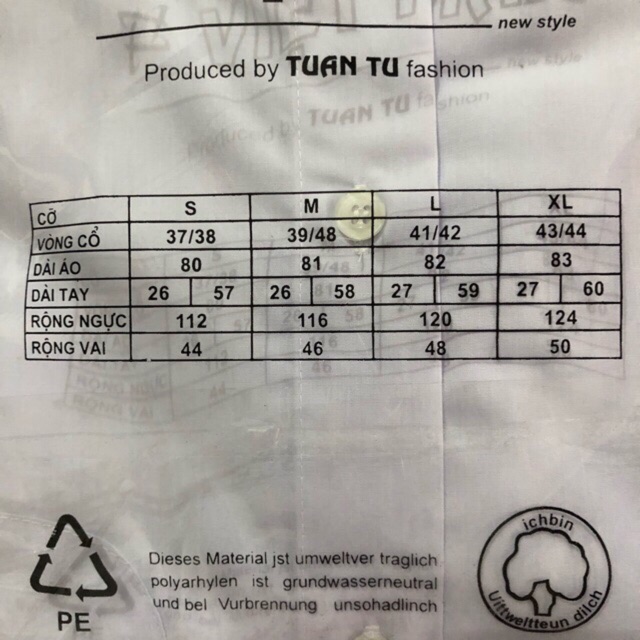 new style
Produced by TUAN TU fashion
CỠ S M L XL
VÒNG CỔ 37/38 39/48 41/42 43/44
DÀI ÁO 80 81 82 83
DÀI TAY 26 57 26 58 27 59 27 60
RỘNG NGỰC 112 116 120 124
RỘNG VAI 44 46 48 50
Dieses Material jst umweltver traglich
polyarhylen ist grundwasserneutral
und bei Vurbrennung unsohadlinch
PE
ichbin
Uittweltteun dilch